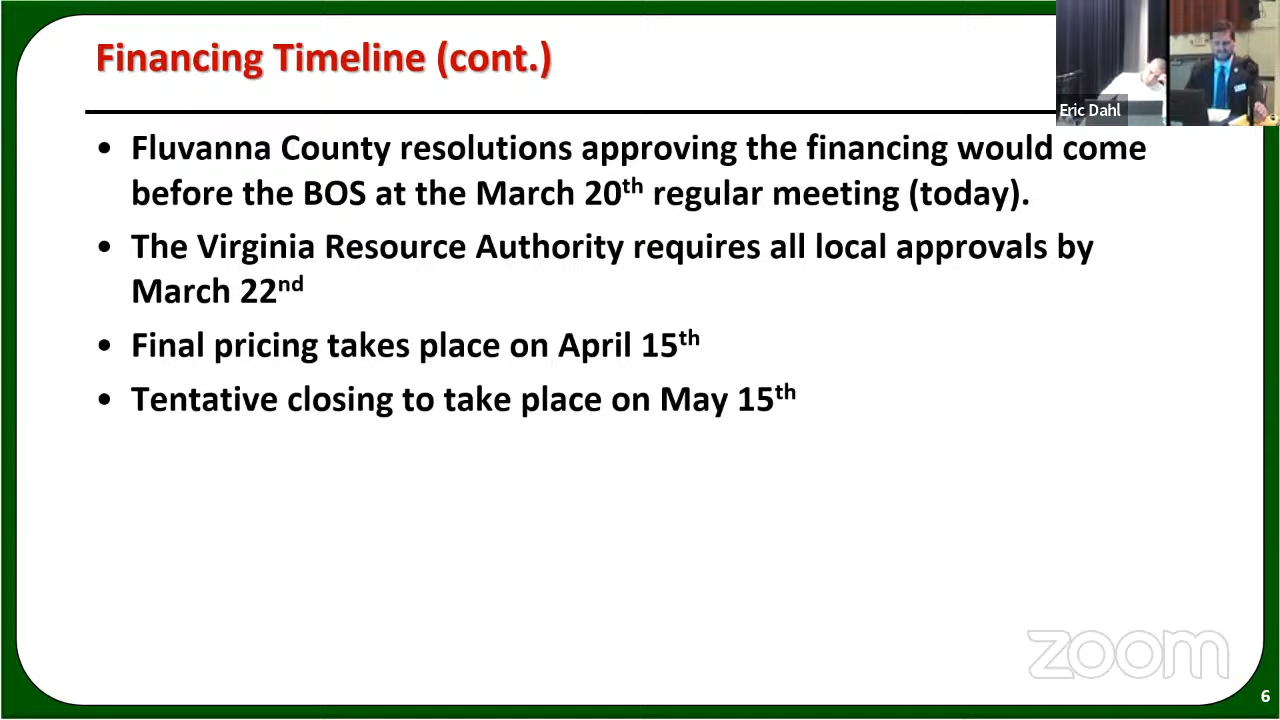 Financing Timeline (cont.)
Eric Dahl
• Fluvanna County resolutions approving the financing would come
before the BOS at the March 20th regular meeting (today).
• The Virginia Resource Authority requires all local approvals by
March 22nd
• Final pricing takes place on April 15th
• Tentative closing to take place on May 15th
zoom
6